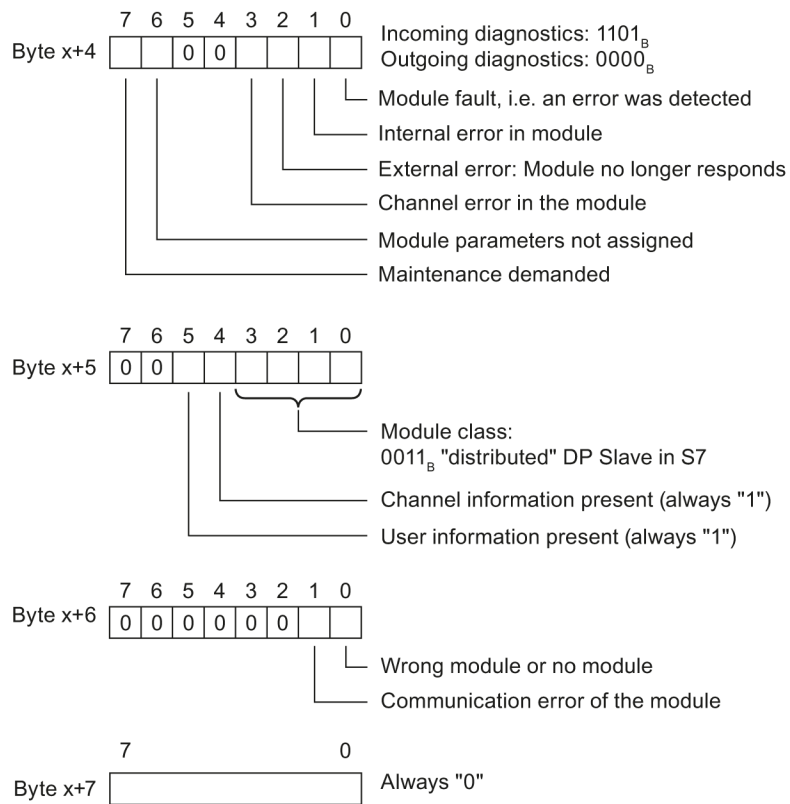 7 6 5 4 3 2 1 0
Byte x+4 0 0
Incoming diagnostics: 1101B
Outgoing diagnostics: 0000B
Module fault, i.e. an error was detected
Internal error in module
External error: Module no longer responds
Channel error in the module
Module parameters not assigned
Maintenance demanded
7 6 5 4 3 2 1 0
Byte x+5 0 0
Module class:
0011B "distributed" DP Slave in S7
Channel information present (always "1")
User information present (always "1")
7 6 5 4 3 2 1 0
Byte x+6 0 0 0 0 0 0
Wrong module or no module
Communication error of the module
7 0
Byte x+7 Always "0"